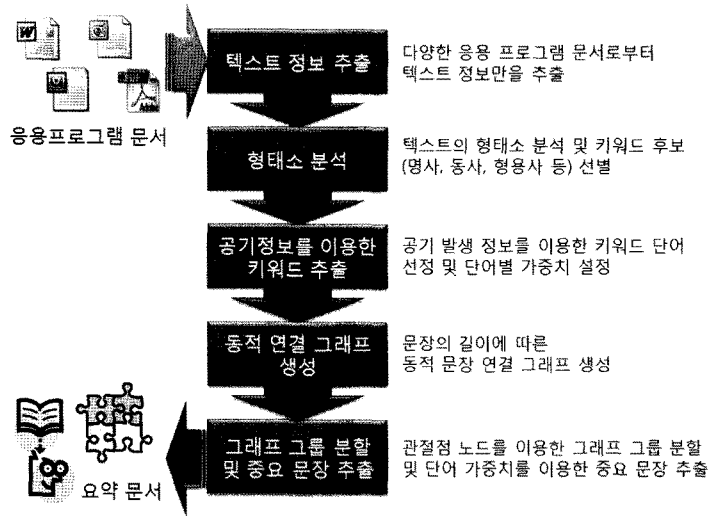 텍스트 정보 추출
다양한 응용 프로그램 문서로부터
텍스트 정보만을 추출
응용프로그램 문서
형태소 분석
텍스트의 형태소 분석 및 키워드 후보
(명사, 동사, 형용사 등) 선별
공기정보를 이용한
키워드 추출
공기 발생 정보를 이용한 키워드 단어
선정 및 단어별 가중치 설정
동적 연결 그래프
생성
문장의 길이에 따른
동적 문장 연결 그래프 생성
그래프 그룹 분할
및 중요 문장 추출
관절점 노드를 이용한 그래프 그룹 분할
및 단어 가중치를 이용한 중요 문장 추출
요약 문서